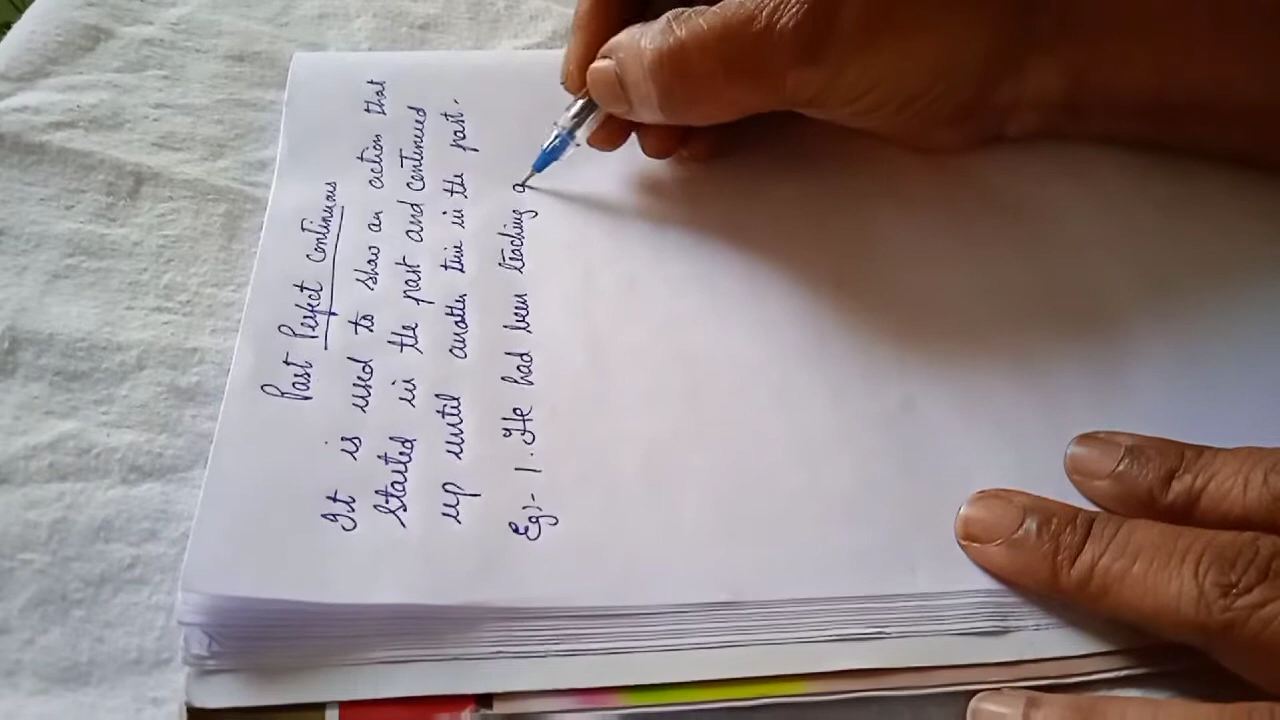 Past Perfect Continuous
It is used to show an action that
Started in the past and continued
up until another time in the past.
Eg:- 1. He had been teaching a